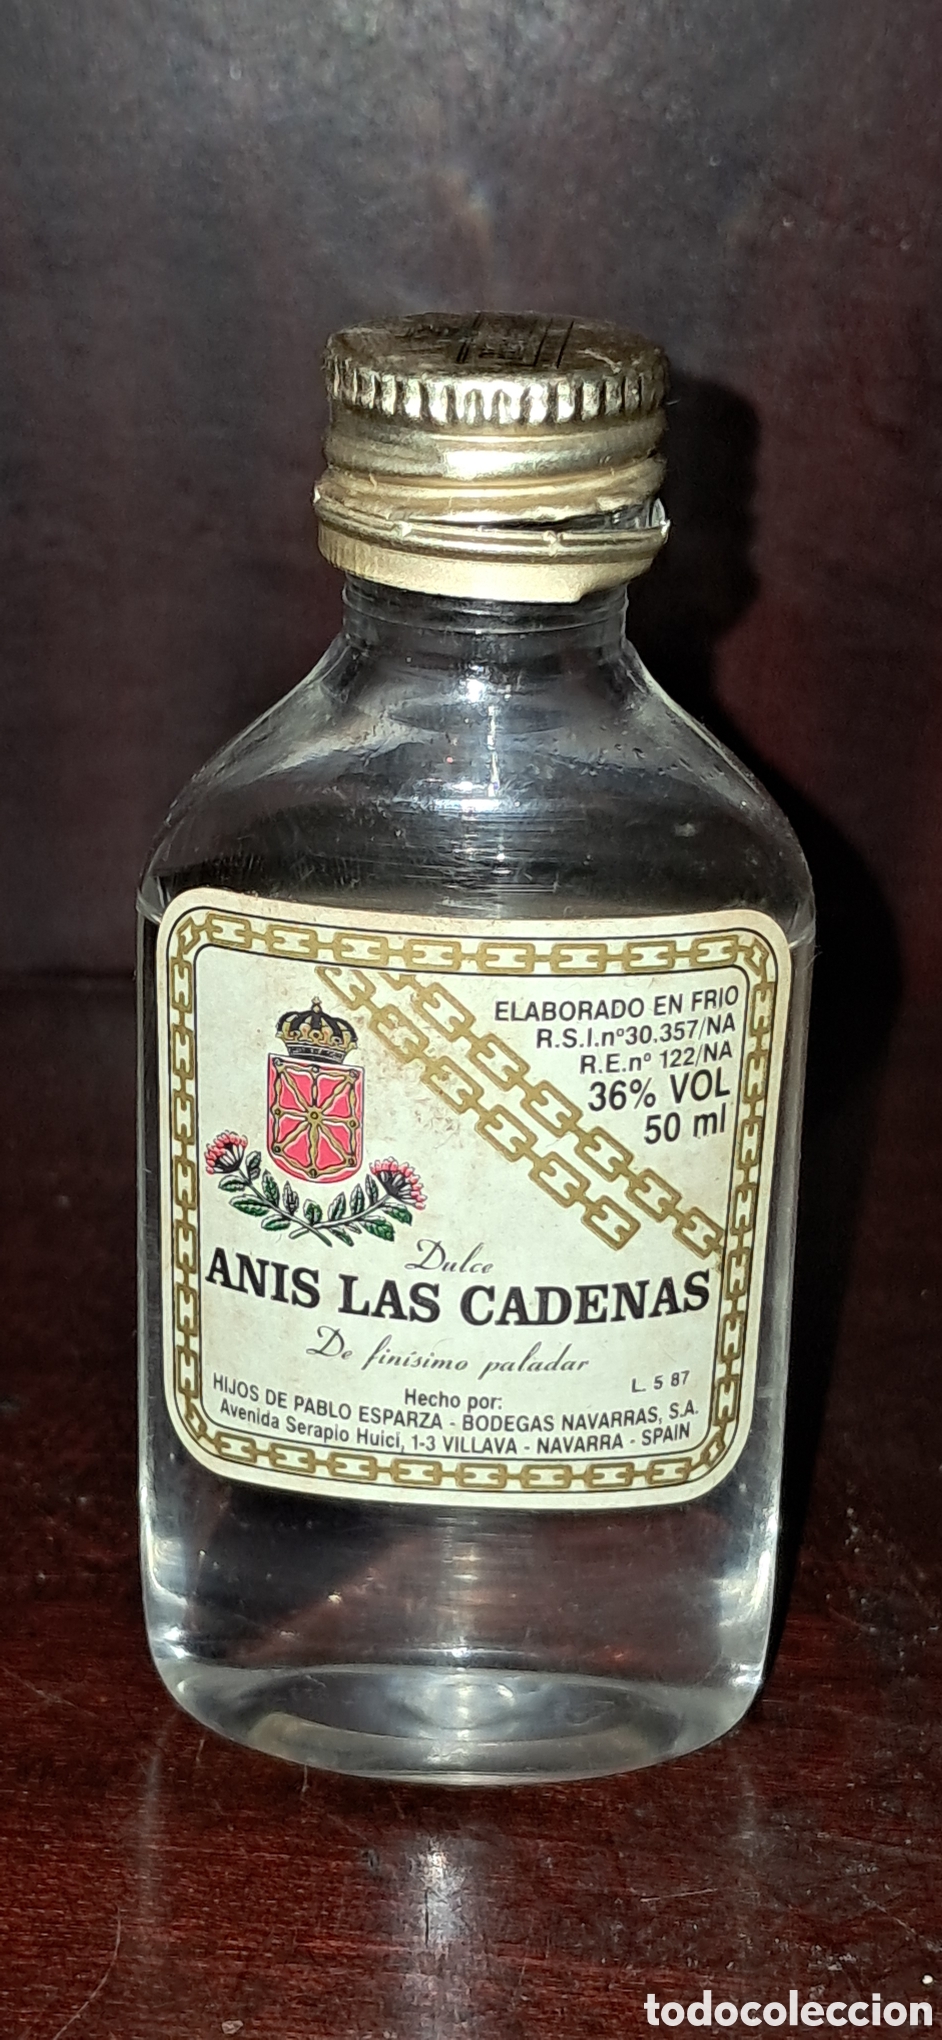 ELABORADO EN FRIO
R.S.I.nº30.357/NA
R.E.nº 122/NA
36% VOL
50 ml
Dulce
ANIS LAS CADENAS
De finísimo paladar
L. 5 87
Hecho por:
HIJOS DE PABLO ESPARZA - BODEGAS NAVARRAS, S.A.
Avenida Serapio Huici, 1-3 VILLAVA - NAVARRA - SPAIN
todocoleccion